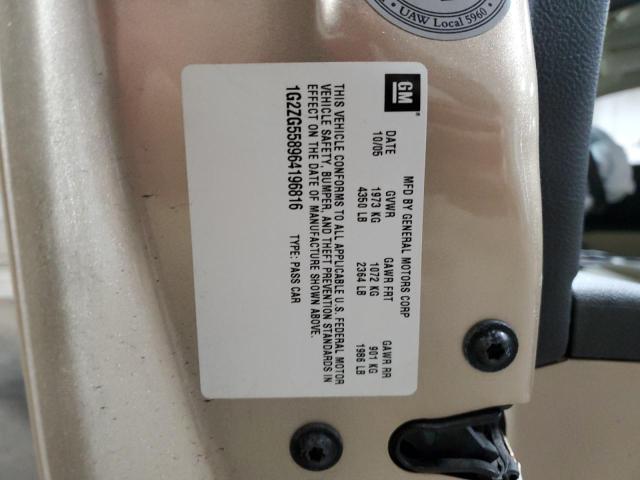 UAW Local 5960
GM
MFD BY GENERAL MOTORS CORP
DATE GVWR GAWR FRT GAWR RR
10/05 1973 KG 1072 KG 901 KG
4350 LB 2364 LB 1986 LB
THIS VEHICLE CONFORMS TO ALL APPLICABLE U.S. FEDERAL MOTOR
VEHICLE SAFETY, BUMPER, AND THEFT PREVENTION STANDARDS IN
EFFECT ON THE DATE OF MANUFACTURE SHOWN ABOVE.
1G2ZG558964196816 TYPE: PASS CAR